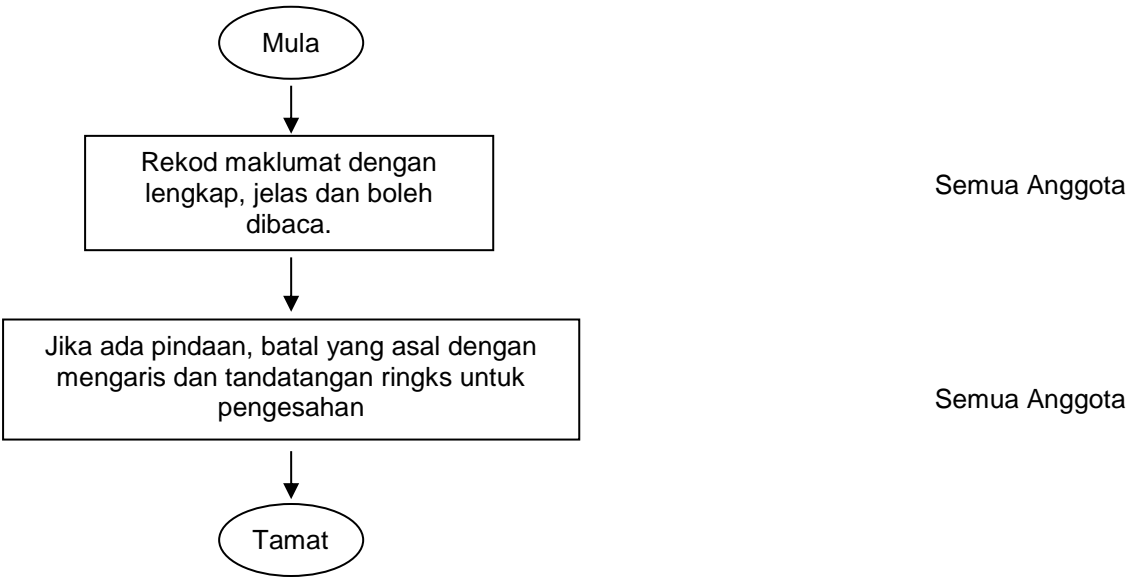 Mula
Rekod maklumat dengan
lengkap, jelas dan boleh
dibaca.
Semua Anggota
Jika ada pindaan, batal yang asal dengan
mengaris dan tandatangan ringks untuk
pengesahan
Semua Anggota
Tamat